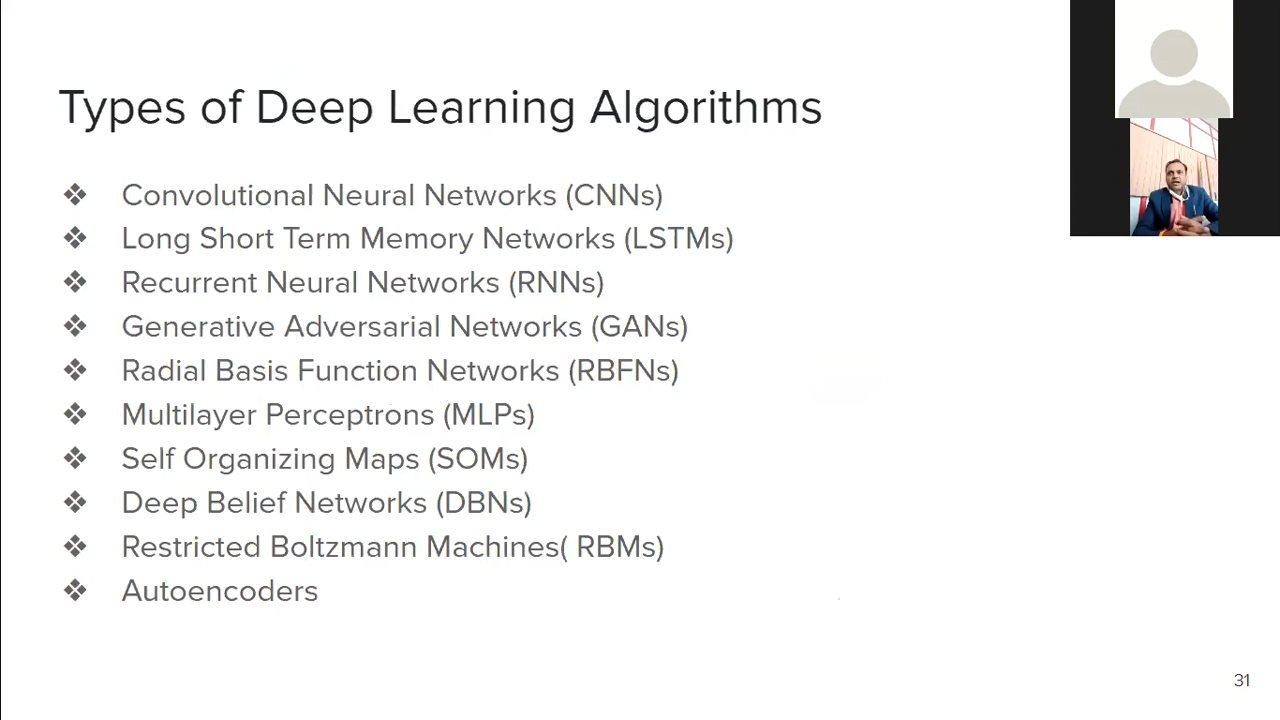 Types of Deep Learning Algorithms
❖ Convolutional Neural Networks (CNNs)
❖ Long Short Term Memory Networks (LSTMs)
❖ Recurrent Neural Networks (RNNs)
❖ Generative Adversarial Networks (GANs)
❖ Radial Basis Function Networks (RBFNs)
❖ Multilayer Perceptrons (MLPs)
❖ Self Organizing Maps (SOMs)
❖ Deep Belief Networks (DBNs)
❖ Restricted Boltzmann Machines( RBMs)
❖ Autoencoders
31